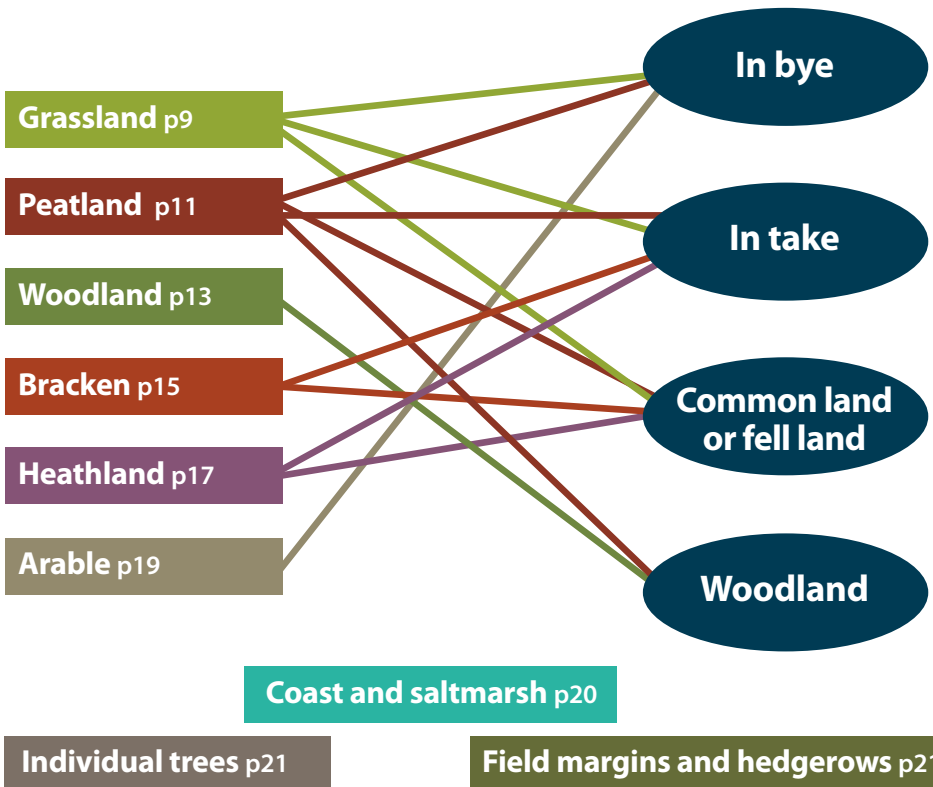 Grassland p9
Peatland p11
Woodland p13
Bracken p15
Heathland p17
Arable p19
In bye
In take
Common land
or fell land
Woodland
Coast and saltmarsh p20
Individual trees p21
Field margins and hedgerows p21